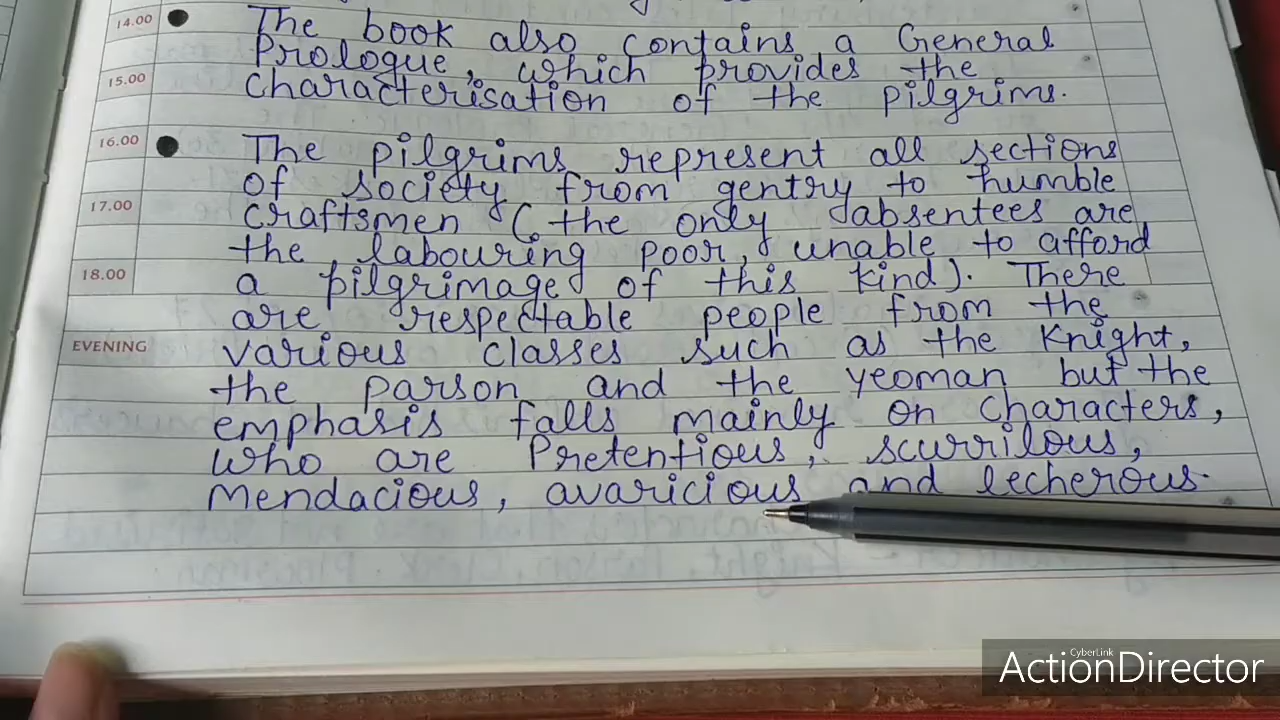 14.00 The book also contains a General
Prologue, which provides the
15.00 Characterisation of the pilgrims.
16.00 The pilgrims represent all sections
of society from gentry to humble
17.00 craftsmen (the only absentees are
the labouring poor, unable to afford
18.00 a pilgrimage of this kind). There
are respectable people from the
EVENING various classes such as the Knight,
the parson and the yeoman but the
emphasis falls mainly on characters,
who are Pretentious, scurrilous,
Mendacious, avaricious and lecherous.
CyberLink
ActionDirector